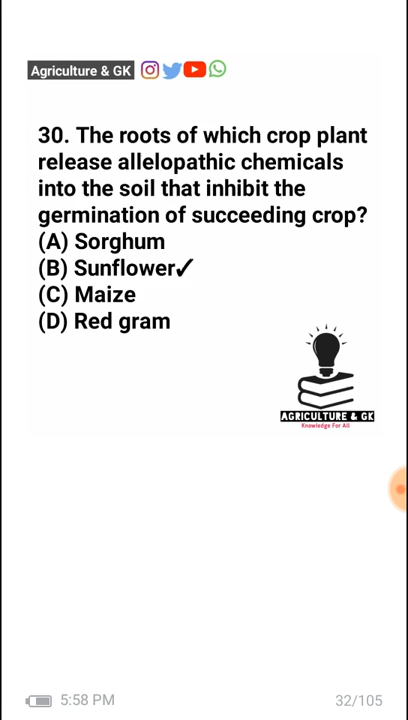 Agriculture & GK
30. The roots of which crop plant
release allelopathic chemicals
into the soil that inhibit the
germination of succeeding crop?
(A) Sorghum
(B) Sunflower✓
(C) Maize
(D) Red gram
AGRICULTURE & GK
Knowledge For All
5:58 PM
32/105